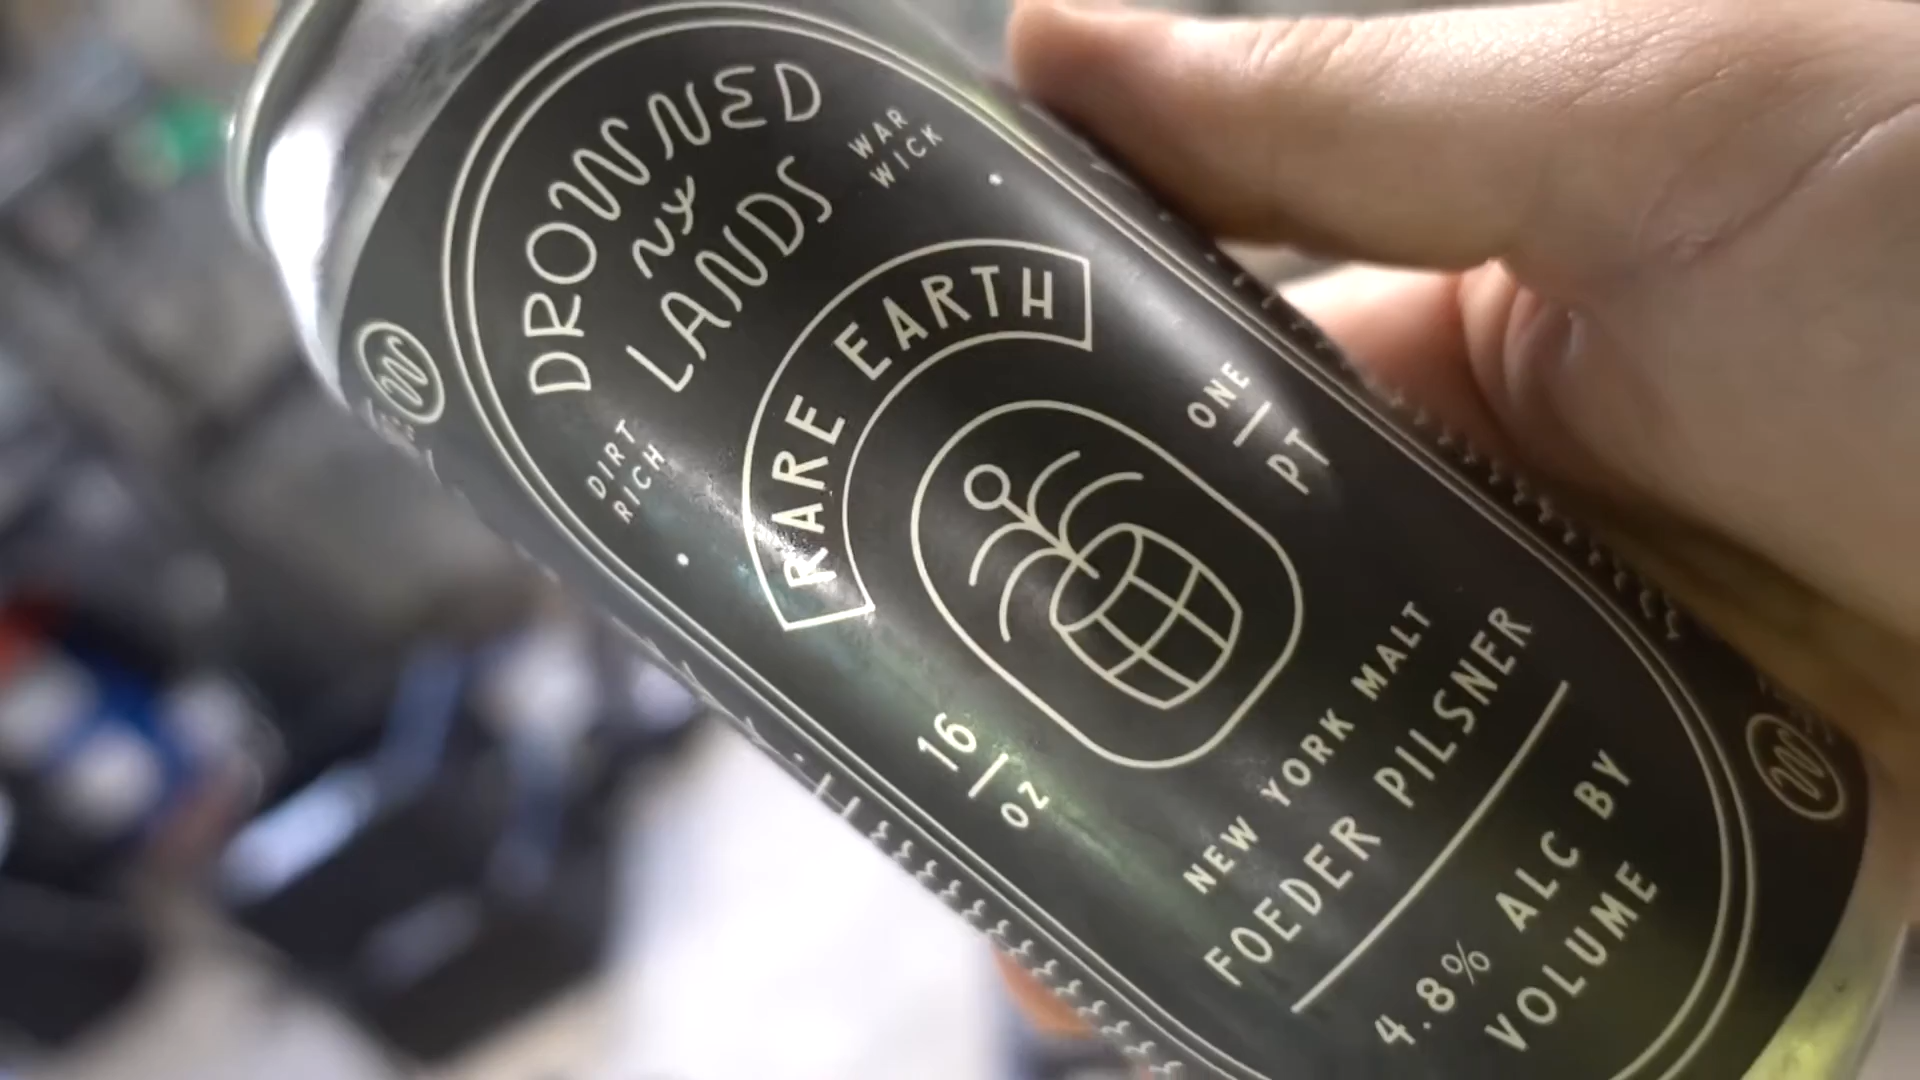 DROWNED
NY
LANDS
WAR
WICK
DIRT
RICH
RARE EARTH
ONE
PT
16
OZ
NEW YORK MALT
FOEDER PILSNER
4.8% ALC BY
VOLUME